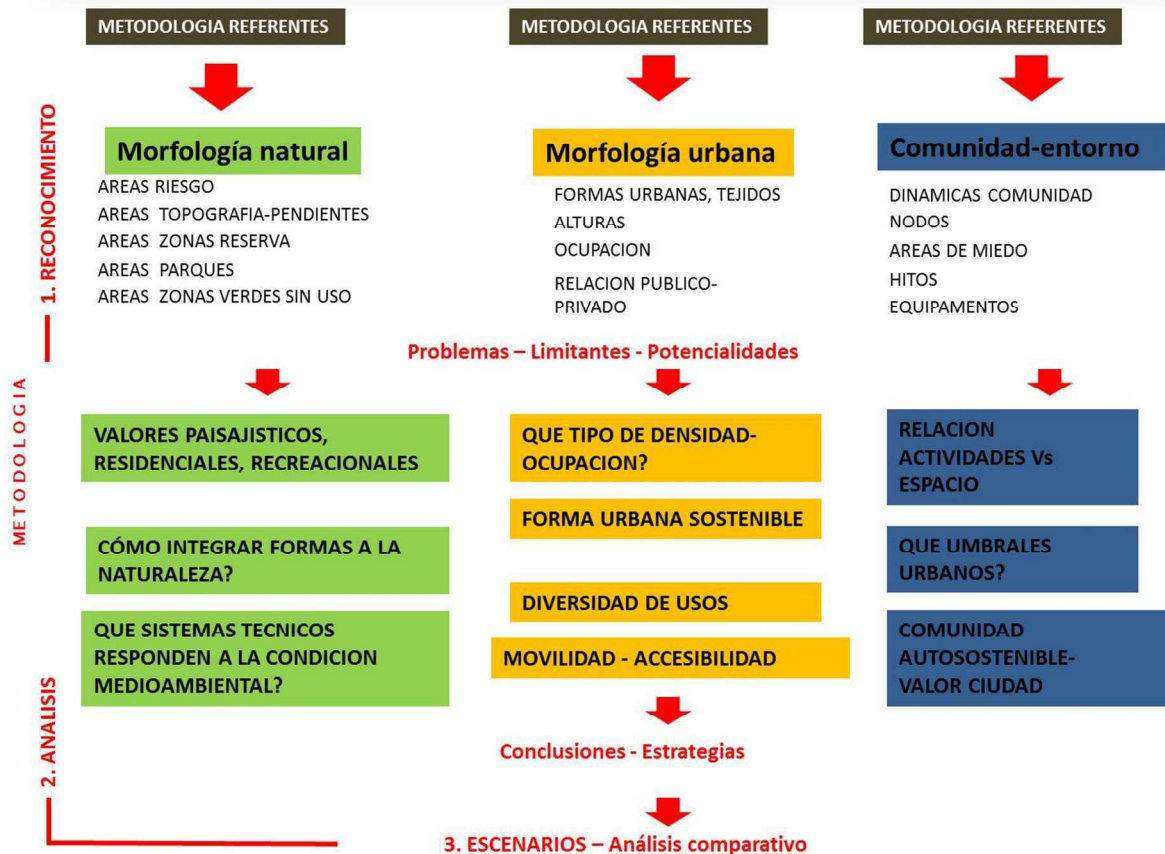 METODOLOGIA REFERENTES
METODOLOGIA REFERENTES
METODOLOGIA REFERENTES
METODOLOGIA
1. RECONOCIMIENTO
Morfología natural
AREAS RIESGO
AREAS TOPOGRAFIA-PENDIENTES
AREAS ZONAS RESERVA
AREAS PARQUES
AREAS ZONAS VERDES SIN USO
Morfología urbana
FORMAS URBANAS, TEJIDOS
ALTURAS
OCUPACION
RELACION PUBLICO-
PRIVADO
Comunidad-entorno
DINAMICAS COMUNIDAD
NODOS
AREAS DE MIEDO
HITOS
EQUIPAMENTOS
Problemas – Limitantes - Potencialidades
2. ANALISIS
VALORES PAISAJISTICOS,
RESIDENCIALES, RECREACIONALES
CÓMO INTEGRAR FORMAS A LA
NATURALEZA?
QUE SISTEMAS TECNICOS
RESPONDEN A LA CONDICION
MEDIOAMBIENTAL?
QUE TIPO DE DENSIDAD-
OCUPACION?
FORMA URBANA SOSTENIBLE
DIVERSIDAD DE USOS
MOVILIDAD - ACCESIBILIDAD
RELACION
ACTIVIDADES Vs
ESPACIO
QUE UMBRALES
URBANOS?
COMUNIDAD
AUTOSOSTENIBLE-
VALOR CIUDAD
Conclusiones - Estrategias
3. ESCENARIOS – Análisis comparativo